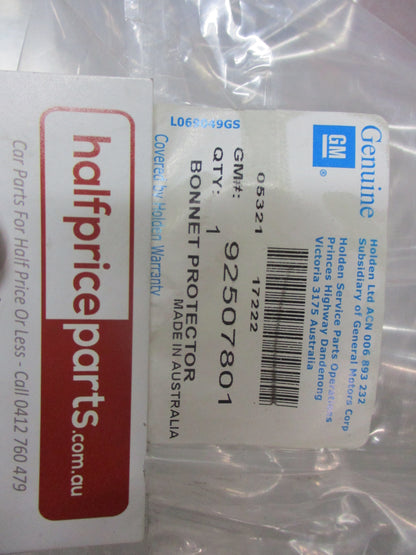 halfpriceparts.com.au
Car Parts For Half Price Or Less - Call 0412 760 479
Genuine
GM
®
Holden Ltd ACN 006 893 232
Subsidiary of General Motors Corp
Holden Service Parts Operations
Princes Highway Dandenong
Victoria 3175 Australia
L06S049GS
05321 17222
GM#: 92507801
QTY: 1
BONNET PROTECTOR
MADE IN AUSTRALIA
Covered by Holden Warranty